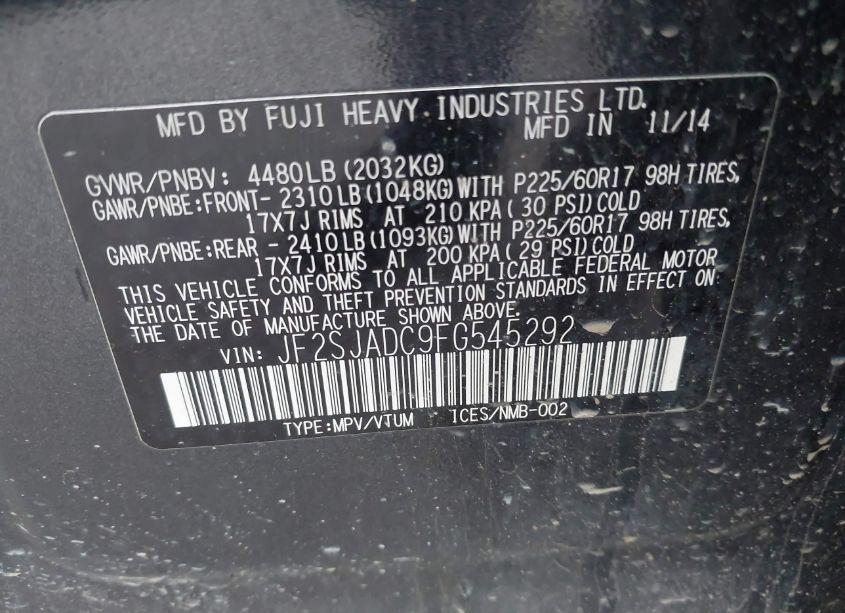 MFD BY FUJI HEAVY INDUSTRIES LTD.
MFD IN 11/14
GVWR/PNBV: 4480LB (2032KG)
GAWR/PNBE:FRONT- 2310LB (1048KG) WITH P225/60R17 98H TIRES,
17X7J RIMS AT 210 KPA ( 30 PSI) COLD
GAWR/PNBE:REAR - 2410LB (1093KG) WITH P225/60R17 98H TIRES,
17X7J RIMS AT 200 KPA ( 29 PSI) COLD
THIS VEHICLE CONFORMS TO ALL APPLICABLE FEDERAL MOTOR
VEHICLE SAFETY AND THEFT PREVENTION STANDARDS IN EFFECT ON
THE DATE OF MANUFACTURE SHOWN ABOVE.
VIN: JF2SJADC9FG545292
TYPE:MPV/VTUM ICES/NMB-002